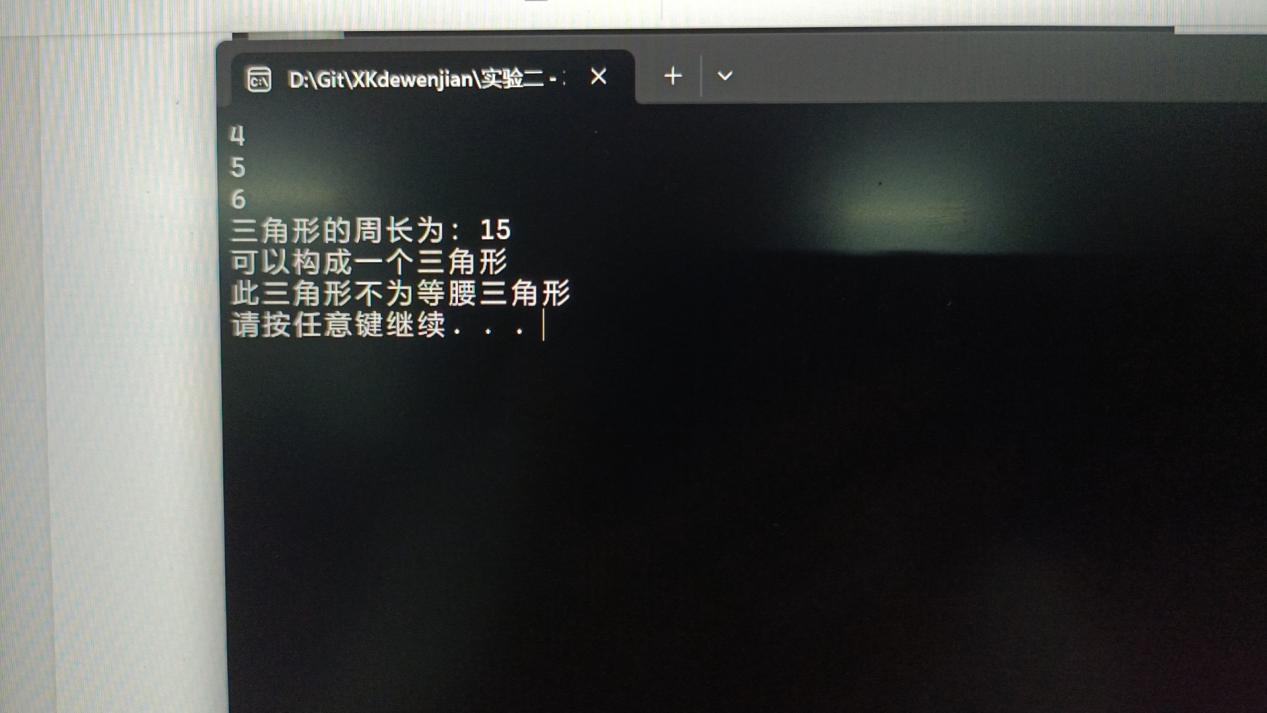 D:\Git\XKdewenjian\实验二 -
4
5
6
三角形的周长为：15
可以构成一个三角形
此三角形不为等腰三角形
请按任意键继续. . .